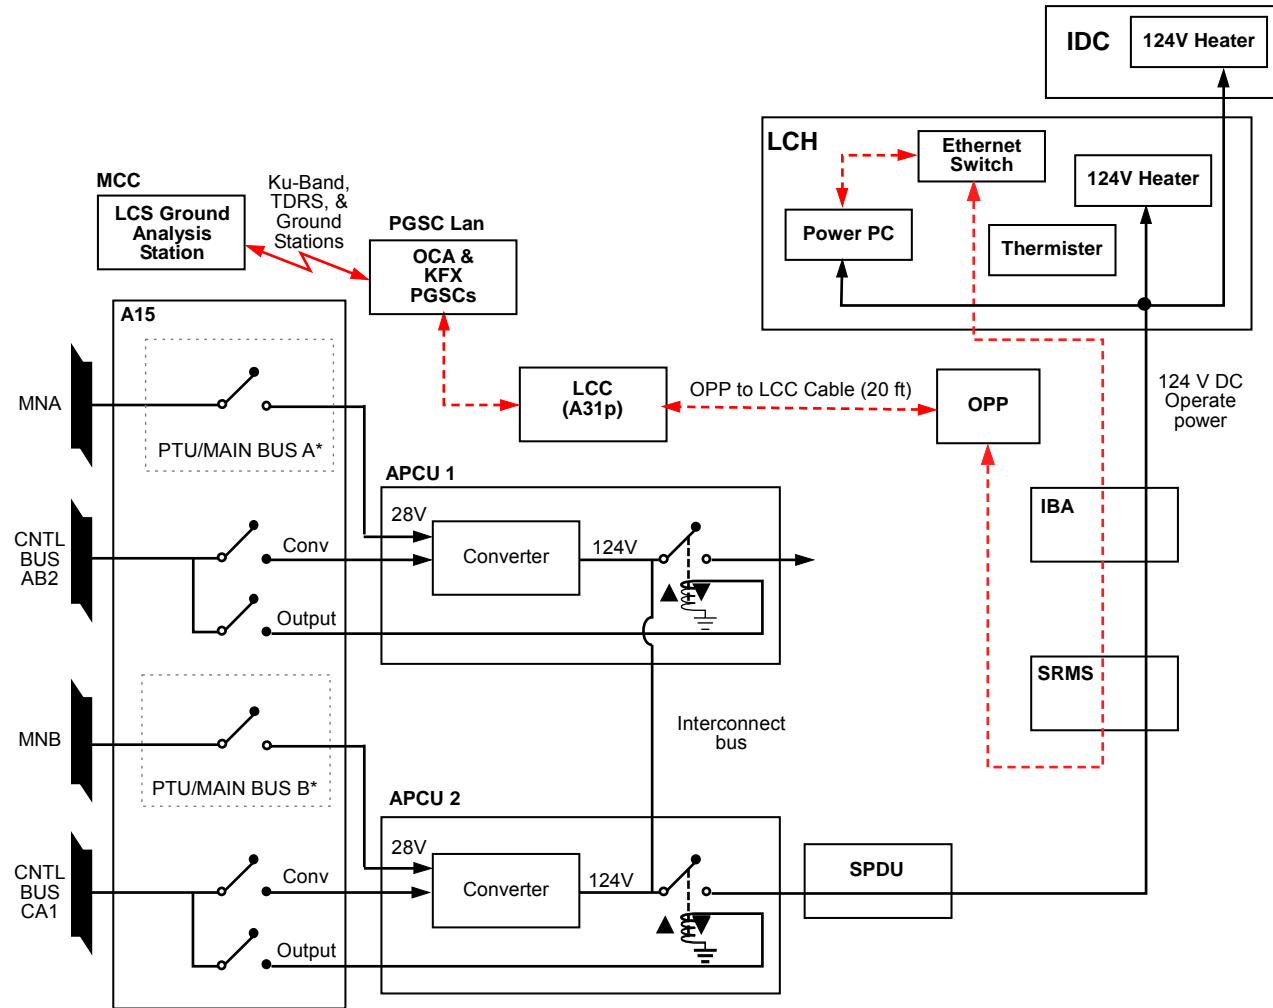 IDC
124V Heater
LCH
Ethernet
Switch
124V Heater
Power PC
Thermister
MCC
LCS Ground
Analysis
Station
Ku-Band,
TDRS, &
Ground
Stations
PGSC Lan
OCA &
KFX
PGSCs
A15
MNA
PTU/MAIN BUS A*
LCC
(A31p)
OPP to LCC Cable (20 ft)
OPP
124 V DC
Operate
power
APCU 1
28V
Converter
124V
IBA
CNTL
BUS
AB2
Conv
Output
SRMS
MNB
PTU/MAIN BUS B*
Interconnect
bus
APCU 2
28V
Converter
124V
SPDU
CNTL
BUS
CA1
Conv
Output